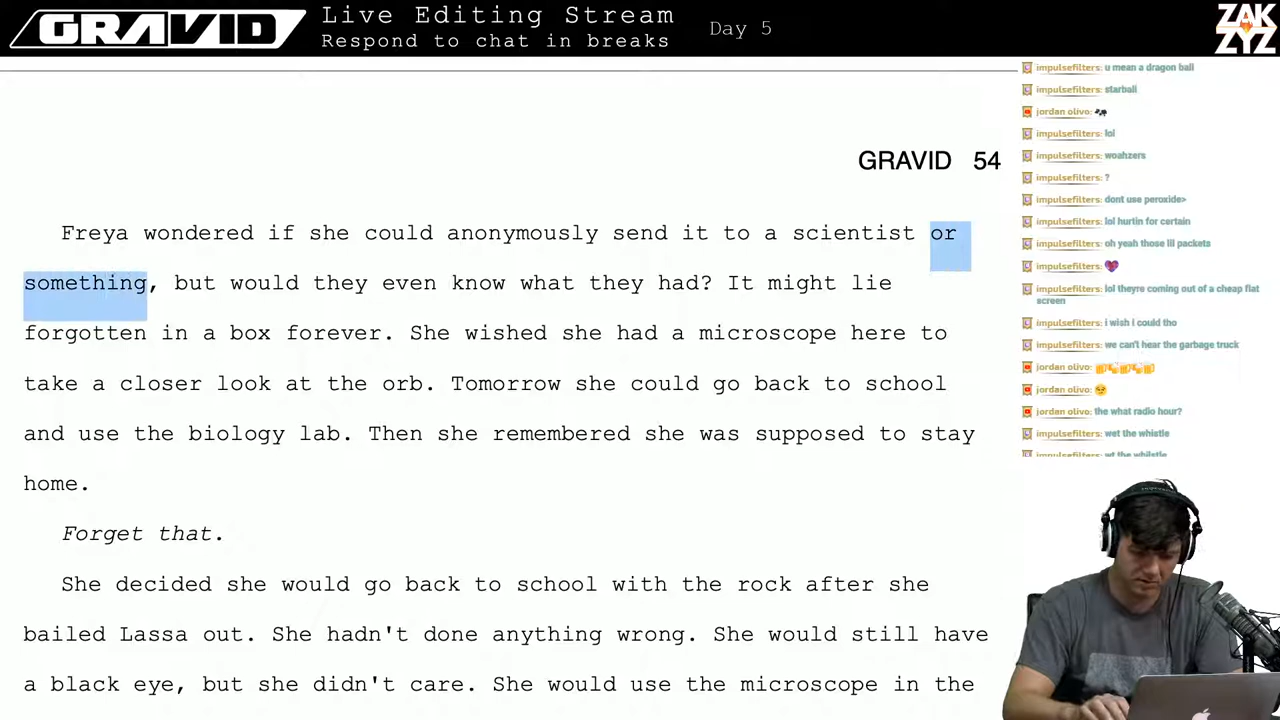 GRAVID
Live Editing Stream
Respond to chat in breaks
Day 5
ZAK
ZYZ
GRAVID 54
Freya wondered if she could anonymously send it to a scientist or
something, but would they even know what they had? It might lie
forgotten in a box forever. She wished she had a microscope here to
take a closer look at the orb. Tomorrow she could go back to school
and use the biology lab. Then she remembered she was supposed to stay
home.
Forget that.
She decided she would go back to school with the rock after she
bailed Lassa out. She hadn't done anything wrong. She would still have
a black eye, but she didn't care. She would use the microscope in the
impulsefilters: u mean a dragon ball
impulsefilters: starball
jordan olivo:
impulsefilters: lol
impulsefilters: woahzers
impulsefilters: ?
impulsefilters: dont use peroxide>
impulsefilters: lol hurtin for certain
impulsefilters: oh yeah those lil packets
impulsefilters:
impulsefilters: lol theyre coming out of a cheap flat
screen
impulsefilters: i wish i could tho
impulsefilters: we can't hear the garbage truck
jordan olivo:
jordan olivo:
jordan olivo: the what radio hour?
impulsefilters: wet the whistle
impulsefilters: wt the whilstle